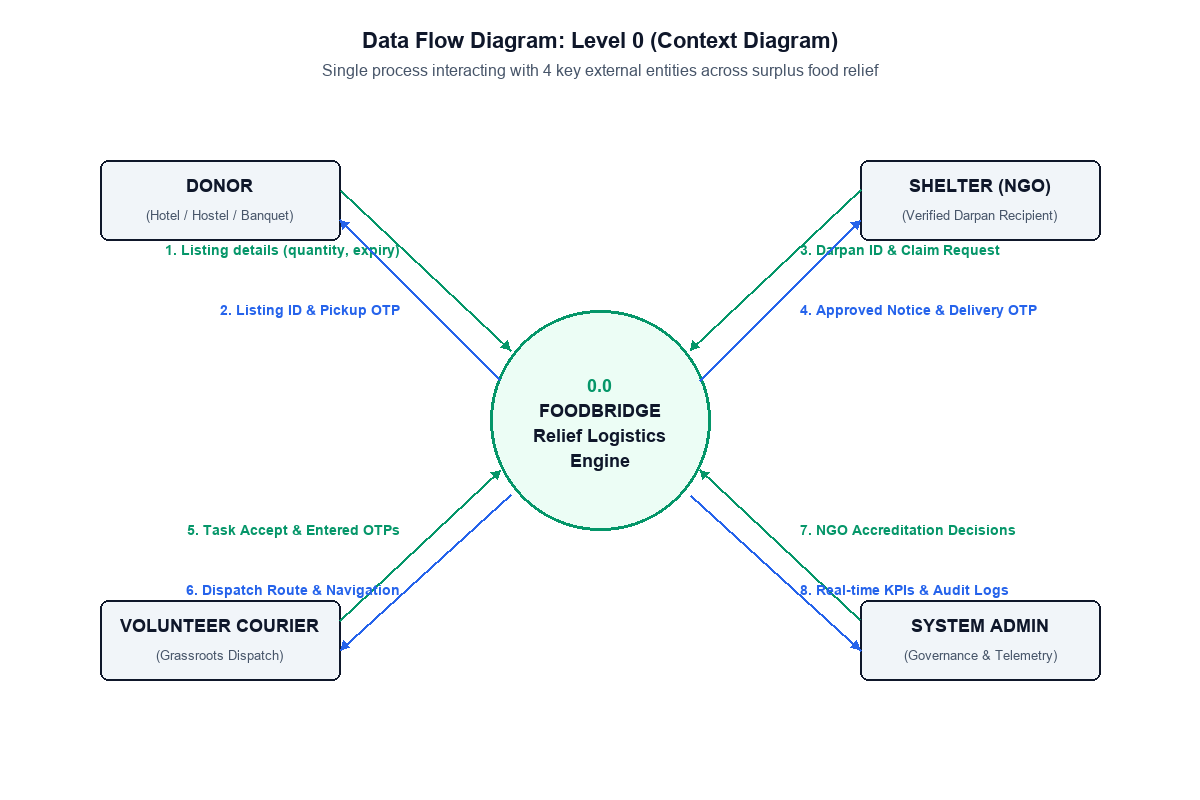 Data Flow Diagram: Level 0 (Context Diagram)
Single process interacting with 4 key external entities across surplus food relief
DONOR
(Hotel / Hostel / Banquet)
SHELTER (NGO)
(Verified Darpan Recipient)
1. Listing details (quantity, expiry)
3. Darpan ID & Claim Request
2. Listing ID & Pickup OTP
4. Approved Notice & Delivery OTP
0.0
FOODBRIDGE
Relief Logistics
Engine
5. Task Accept & Entered OTPs
7. NGO Accreditation Decisions
6. Dispatch Route & Navigation
8. Real-time KPIs & Audit Logs
VOLUNTEER COURIER
(Grassroots Dispatch)
SYSTEM ADMIN
(Governance & Telemetry)